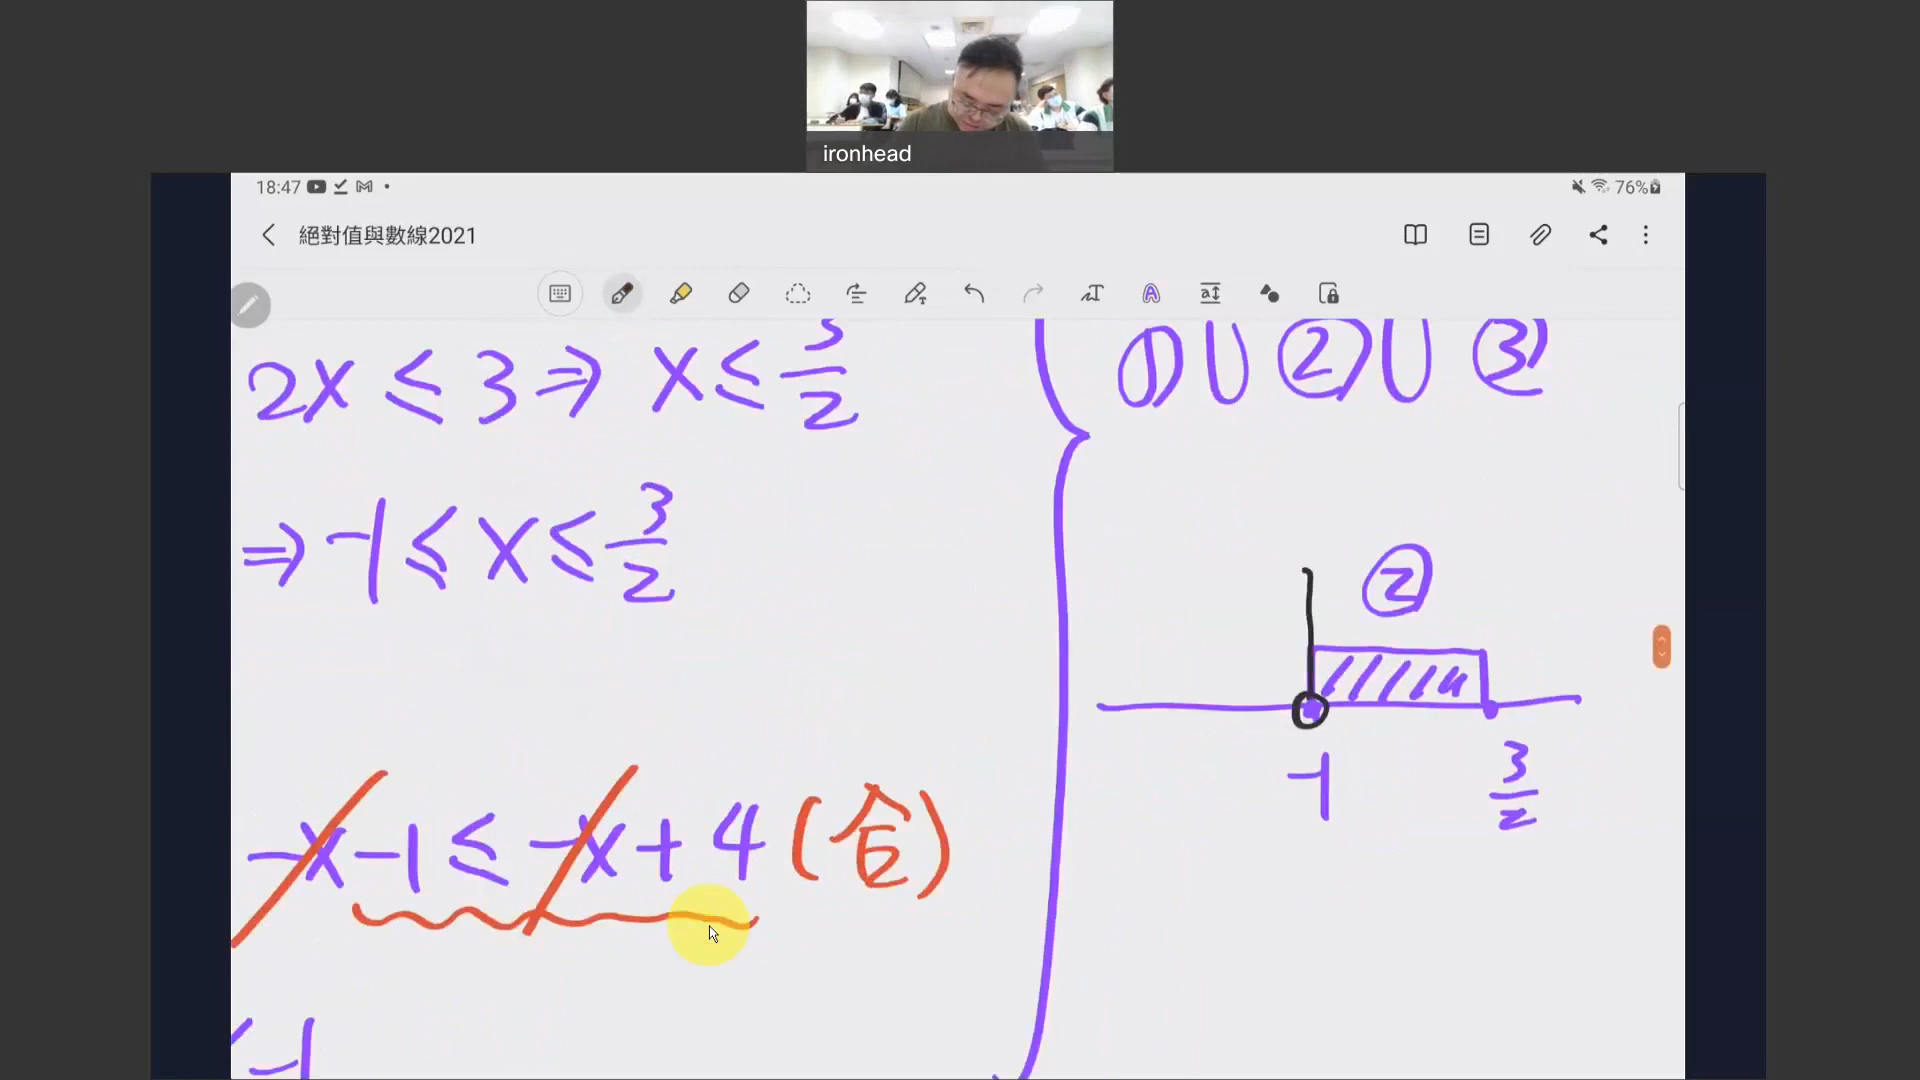 ironhead
18:47
76%
絕對值與數線2021
2x ≤ 3 ⇒ x ≤ 3/2
⇒ -1 ≤ x ≤ 3/2
-x-1 ≤ -x+4 (合)
-1
① ∪ ② ∪ ③
②
-1
3/2